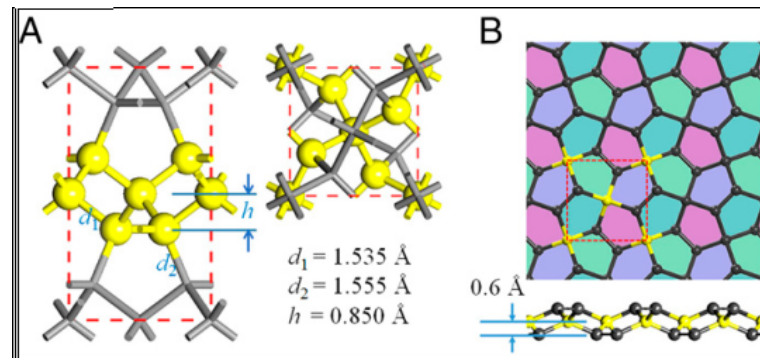 A
B
h
d₁
d₂
d₁ = 1.535 Å
d₂ = 1.555 Å
h = 0.850 Å
0.6 Å